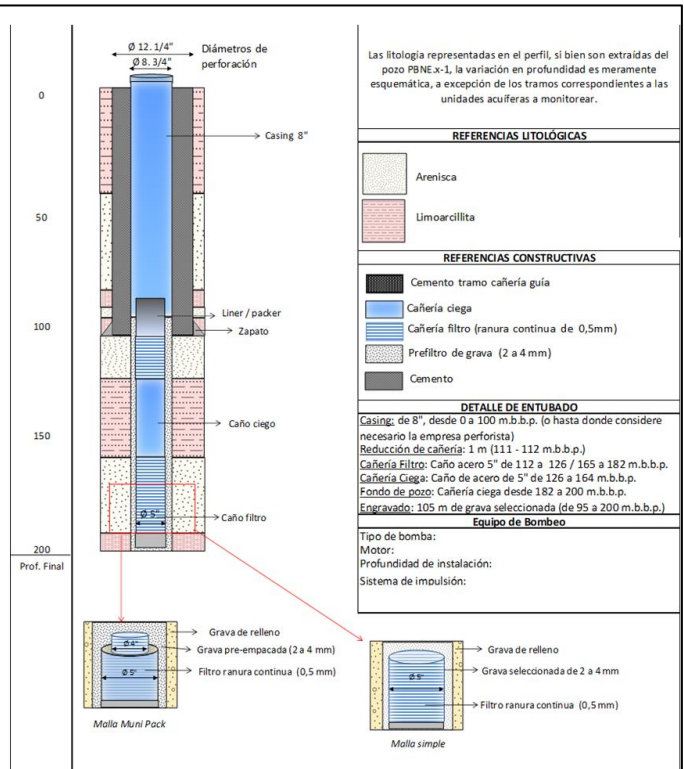 Ø 12. 1/4"
Diámetros de
perforación
Ø 8. 3/4"
0
50
100
150
200
Prof. Final
Casing 8"
Liner / packer
Zapato
Caño ciego
Ø 5"
Caño filtro
Grava de relleno
Grava pre-empacada (2 a 4 mm)
Ø 4"
Ø 5"
Filtro ranura continua (0,5 mm)
Malla Muni Pack
Grava de relleno
Grava seleccionada de 2 a 4 mm
Ø 5"
Filtro ranura continua (0,5mm)
Malla simple
Las litología representadas en el perfil, si bien son extraídas del
pozo PBNE.x-1, la variación en profundidad es meramente
esquemática, a excepción de los tramos correspondientes a las
unidades acuíferas a monitorear.
REFERENCIAS LITOLÓGICAS
Arenisca
Limoarcillita
REFERENCIAS CONSTRUCTIVAS
Cemento tramo cañería guía
Cañería ciega
Cañería filtro (ranura continua de 0,5mm)
Prefiltro de grava (2 a 4 mm)
Cemento
DETALLE DE ENTUBADO
Casing: de 8", desde 0 a 100 m.b.b.p. (o hasta donde considere
necesario la empresa perforista)
Reducción de cañería: 1 m (111 - 112 m.b.b.p.)
Cañería Filtro: Caño acero 5" de 112 a 126 / 165 a 182 m.b.b.p.
Cañería Ciega: Caño de acero de 5" de 126 a 164 m.b.b.p.
Fondo de pozo: Cañería ciega desde 182 a 200 m.b.b.p.
Engravado: 105 m de grava seleccionada (de 95 a 200 m.b.b.p.)
Equipo de Bombeo
Tipo de bomba:
Motor:
Profundidad de instalación:
Sistema de impulsión: